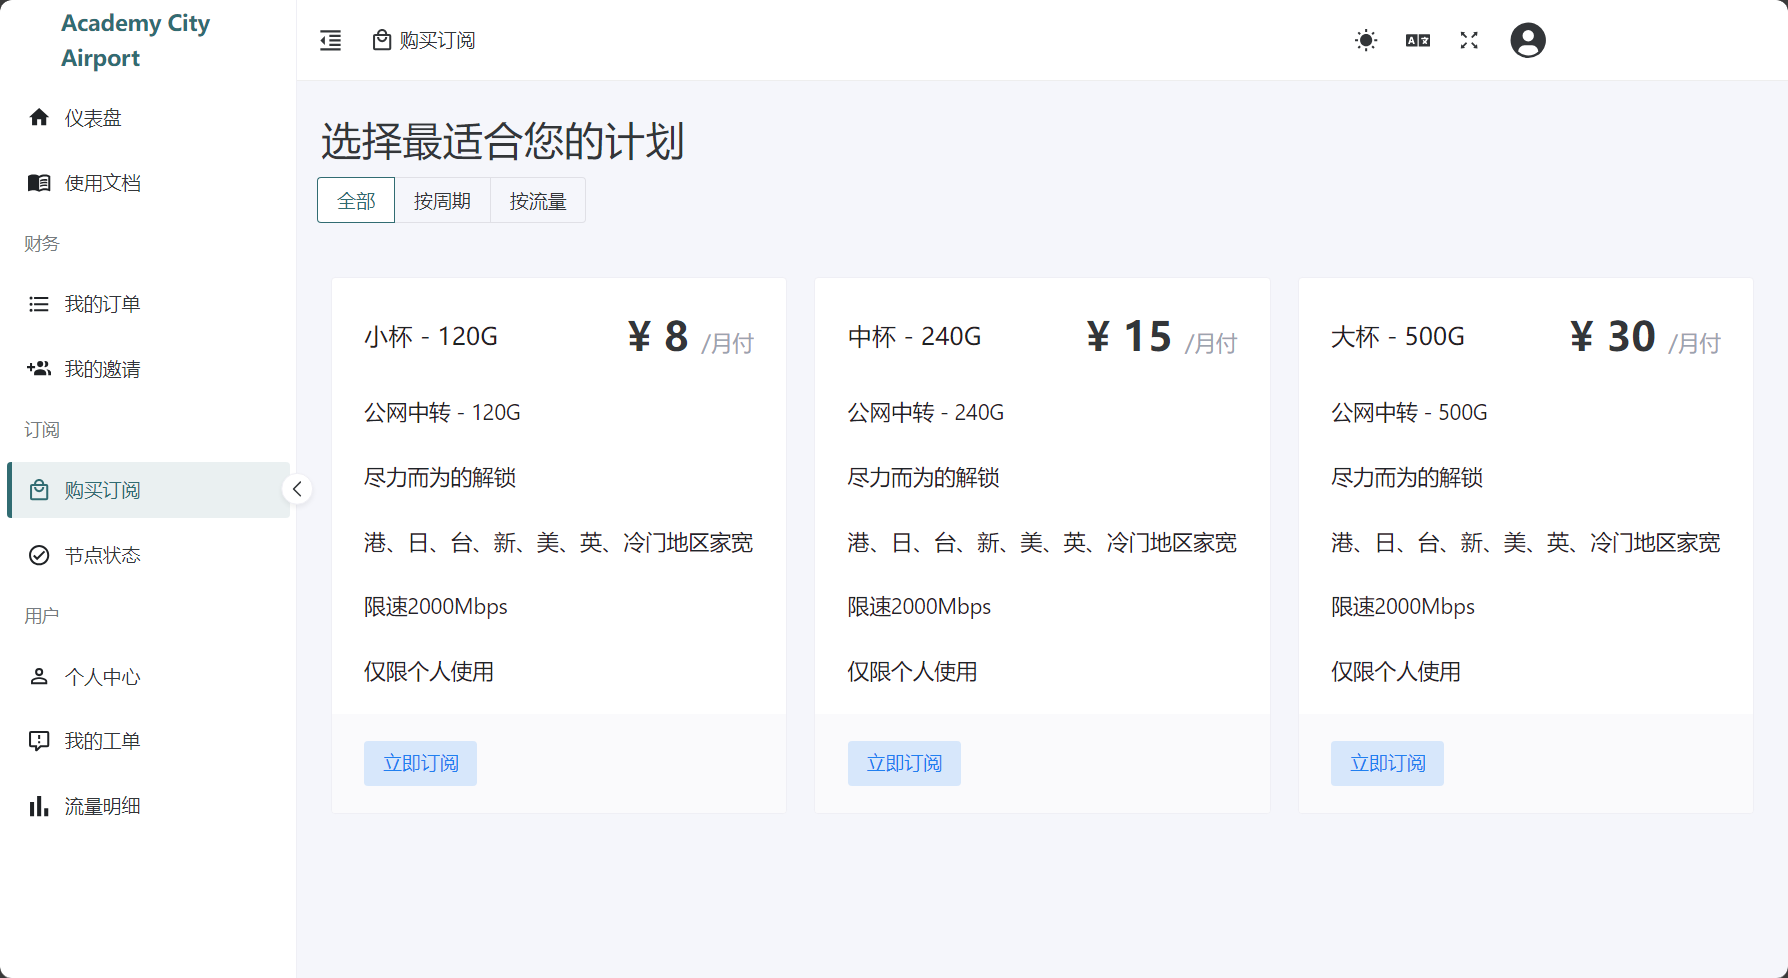 Academy City
Airport
仪表盘
使用文档
财务
我的订单
我的邀请
订阅
购买订阅
节点状态
用户
个人中心
我的工单
流量明细
购买订阅
选择最适合您的计划
全部
按周期
按流量
小杯 - 120G
¥ 8 /月付
公网中转 - 120G
尽力而为的解锁
港、日、台、新、美、英、冷门地区家宽
限速2000Mbps
仅限个人使用
立即订阅
中杯 - 240G
¥ 15 /月付
公网中转 - 240G
尽力而为的解锁
港、日、台、新、美、英、冷门地区家宽
限速2000Mbps
仅限个人使用
立即订阅
大杯 - 500G
¥ 30 /月付
公网中转 - 500G
尽力而为的解锁
港、日、台、新、美、英、冷门地区家宽
限速2000Mbps
仅限个人使用
立即订阅